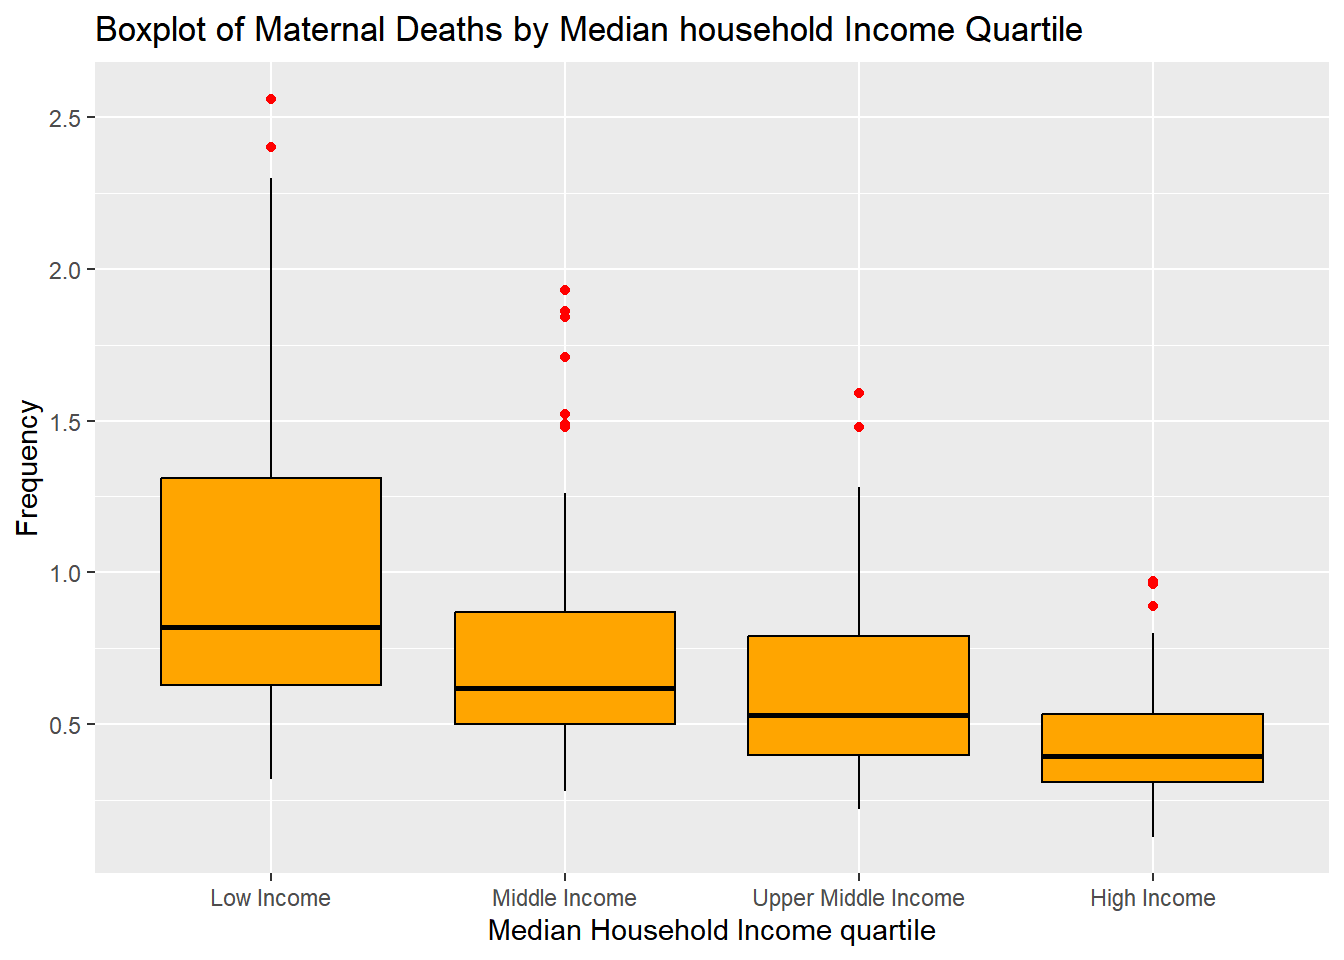 Boxplot of Maternal Deaths by Median household Income Quartile
2.5
2.0
1.5
1.0
0.5
Frequency
Low Income
Middle Income
Upper Middle Income
High Income
Median Household Income quartile